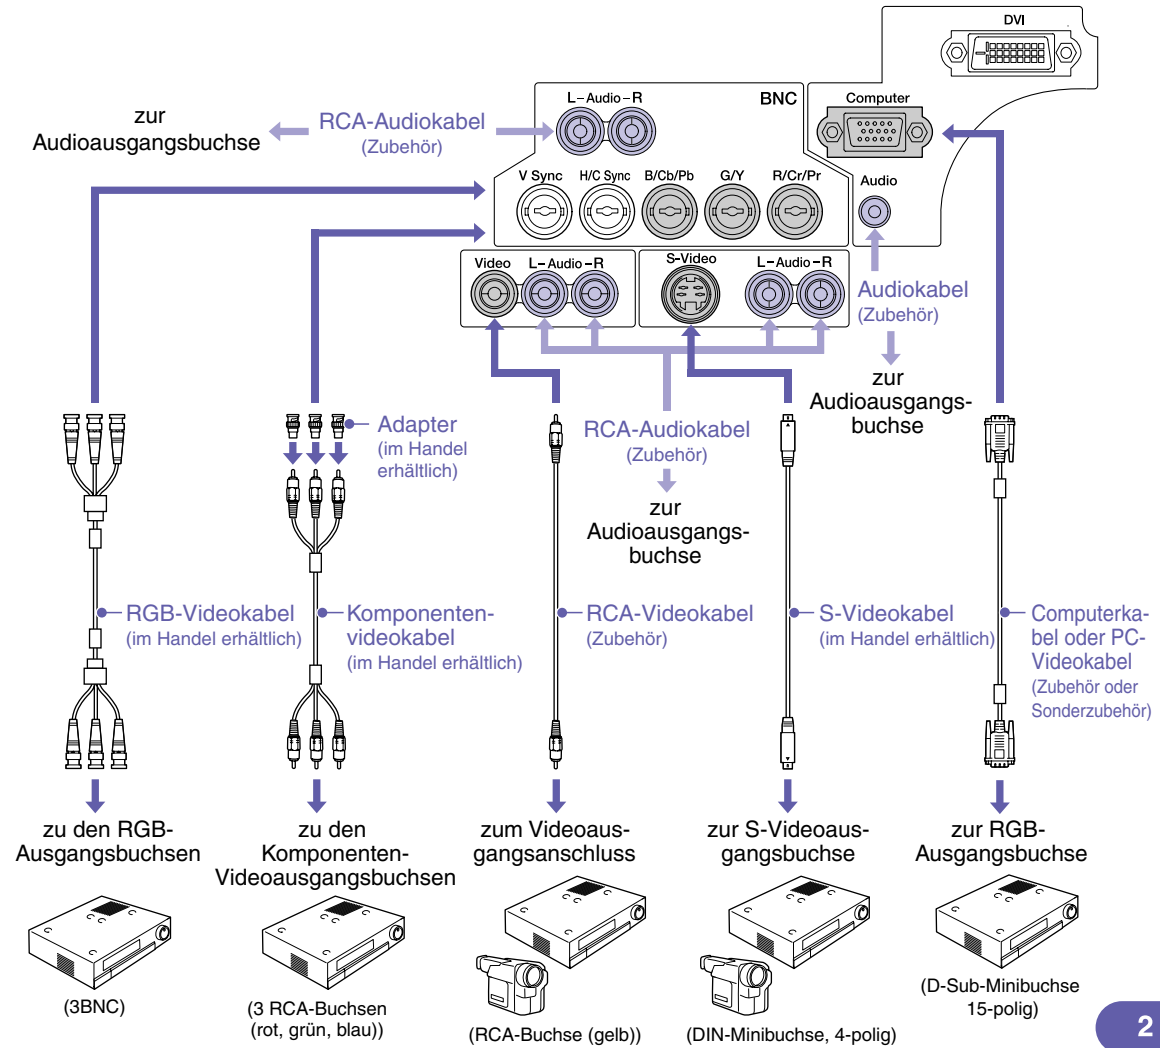 DVI
BNC
L-Audio-R
Computer
zur
Audioausgangsbuchse
RCA-Audiokabel
(Zubehör)
V Sync
H/C Sync
B/Cb/Pb
G/Y
R/Cr/Pr
Audio
Video
L-Audio-R
S-Video
L-Audio-R
Audiokabel
(Zubehör)
zur
Audioausgangs-
buchse
Adapter
(im Handel
erhältlich)
RCA-Audiokabel
(Zubehör)
zur
Audioausgangs-
buchse
RGB-Videokabel
(im Handel erhältlich)
Komponenten-
videokabel
(im Handel erhältlich)
RCA-Videokabel
(Zubehör)
S-Videokabel
(im Handel erhältlich)
Computerka-
bel oder PC-
Videokabel
(Zubehör oder
Sonderzubehör)
zu den RGB-
Ausgangsbuchsen
zu den
Komponenten-
Videoausgangsbuchsen
zum Videoaus-
gangsanschluss
zur S-Videoaus-
gangsbuchse
zur RGB-
Ausgangsbuchse
(3BNC)
(3 RCA-Buchsen
(rot, grün, blau))
(RCA-Buchse (gelb))
(DIN-Minibuchse, 4-polig)
(D-Sub-Minibuchse
15-polig)
2